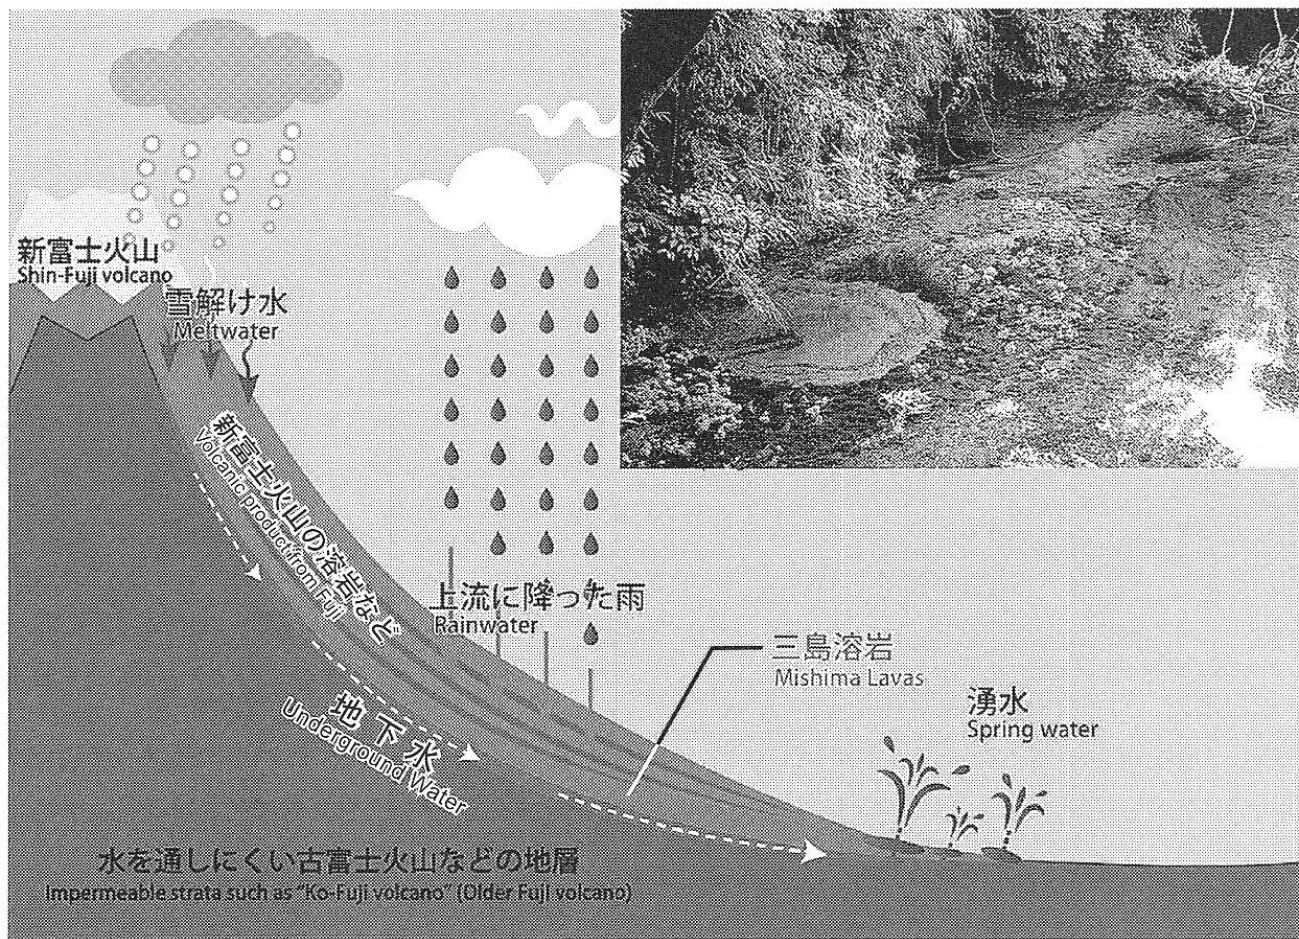 新富士火山
Shin-Fuji volcano
雪解け水
Meltwater
新富士火山の溶岩など
Volcanic product from Fuji
上流に降った雨
Rainwater
三島溶岩
Mishima Lavas
湧水
Spring water
地下水
Underground Water
水を通しにくい古富士火山などの地層
Impermeable strata such as “Ko-Fuji volcano” (Older Fuji volcano)